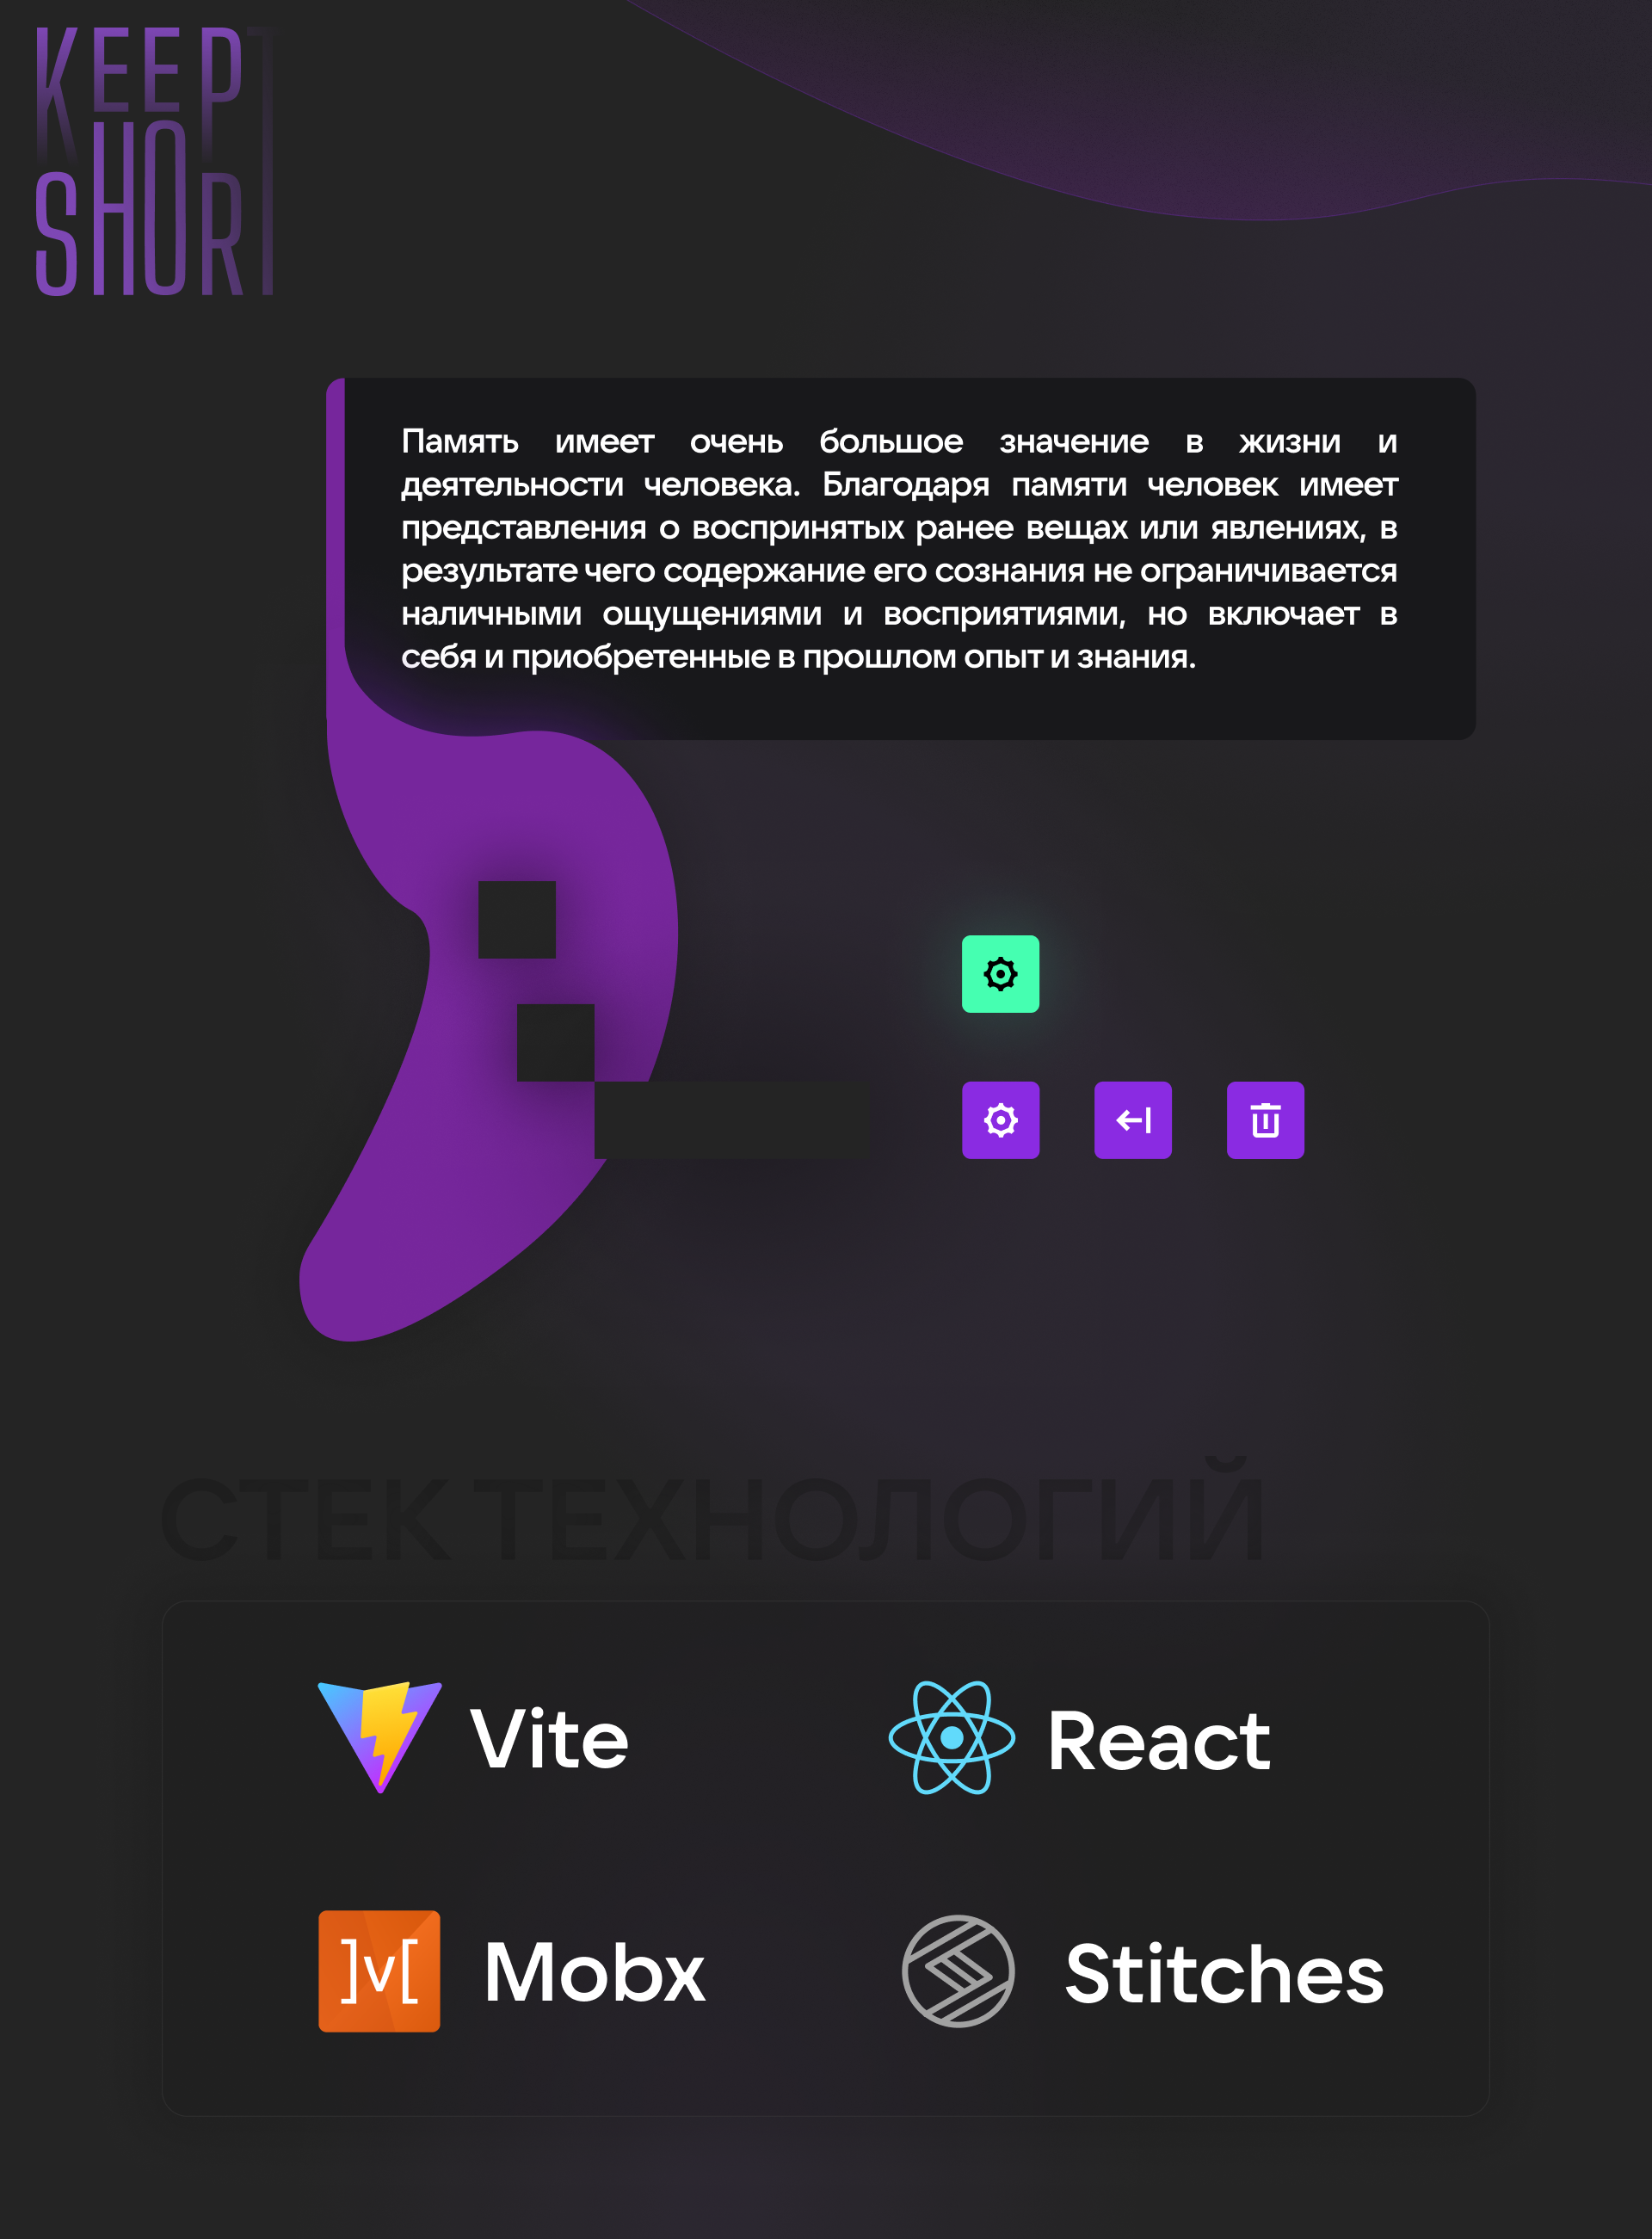 KEEP
SHORT
Память имеет очень большое значение в жизни и
деятельности человека. Благодаря памяти человек имеет
представления о воспринятых ранее вещах или явлениях, в
результате чего содержание его сознания не ограничивается
наличными ощущениями и восприятиями, но включает в
себя и приобретенные в прошлом опыт и знания.
СТЕК ТЕХНОЛОГИЙ
Vite
React
]M[
Mobx
Stitches